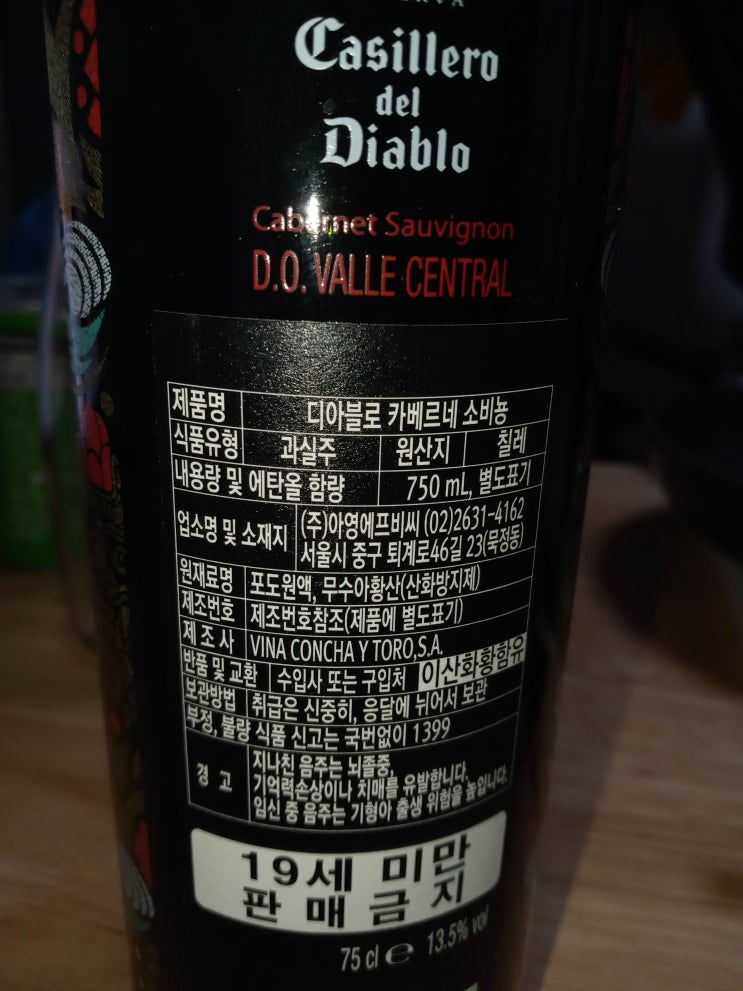 Casillero
del
Diablo
Cabernet Sauvignon
D.O. VALLE CENTRAL
제품명 디아블로 카베르네 소비뇽
식품유형 과실주 원산지 칠레
내용량 및 에탄올 함량 750 mL, 별도표기
업소명 및 소재지 (주)아영에프비씨 (02)2631-4162
서울시 중구 퇴계로46길 23(묵정동)
원재료명 포도원액, 무수아황산(산화방지제)
제조번호 제조번호참조(제품에 별도표기)
제조사 VINA CONCHA Y TORO,S.A.
반품 및 교환 수입사 또는 구입처 이산화황함유
보관방법 취급은 신중히, 응달에 뉘어서 보관
부정, 불량 식품 신고는 국번없이 1399
경고 지나친 음주는 뇌졸중,
기억력손상이나 치매를 유발합니다.
임신 중 음주는 기형아 출생 위험을 높입니다.
19세 미만
판매금지
75 cl e 13.5% vol